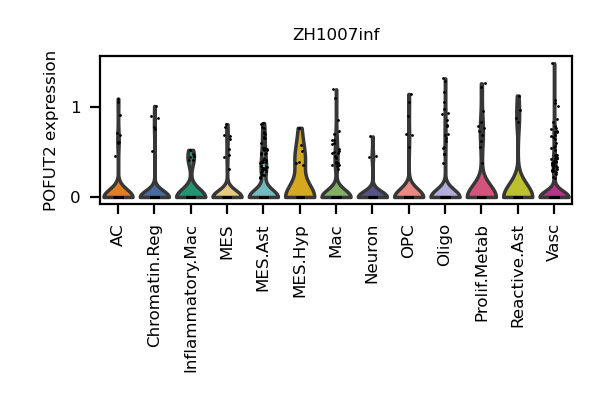 ZH1007inf
POFUT2 expression
1
0
AC
Chromatin.Reg
Inflammatory.Mac
MES
MES.Ast
MES.Hyp
Mac
Neuron
OPC
Oligo
Prolif.Metab
Reactive.Ast
Vasc